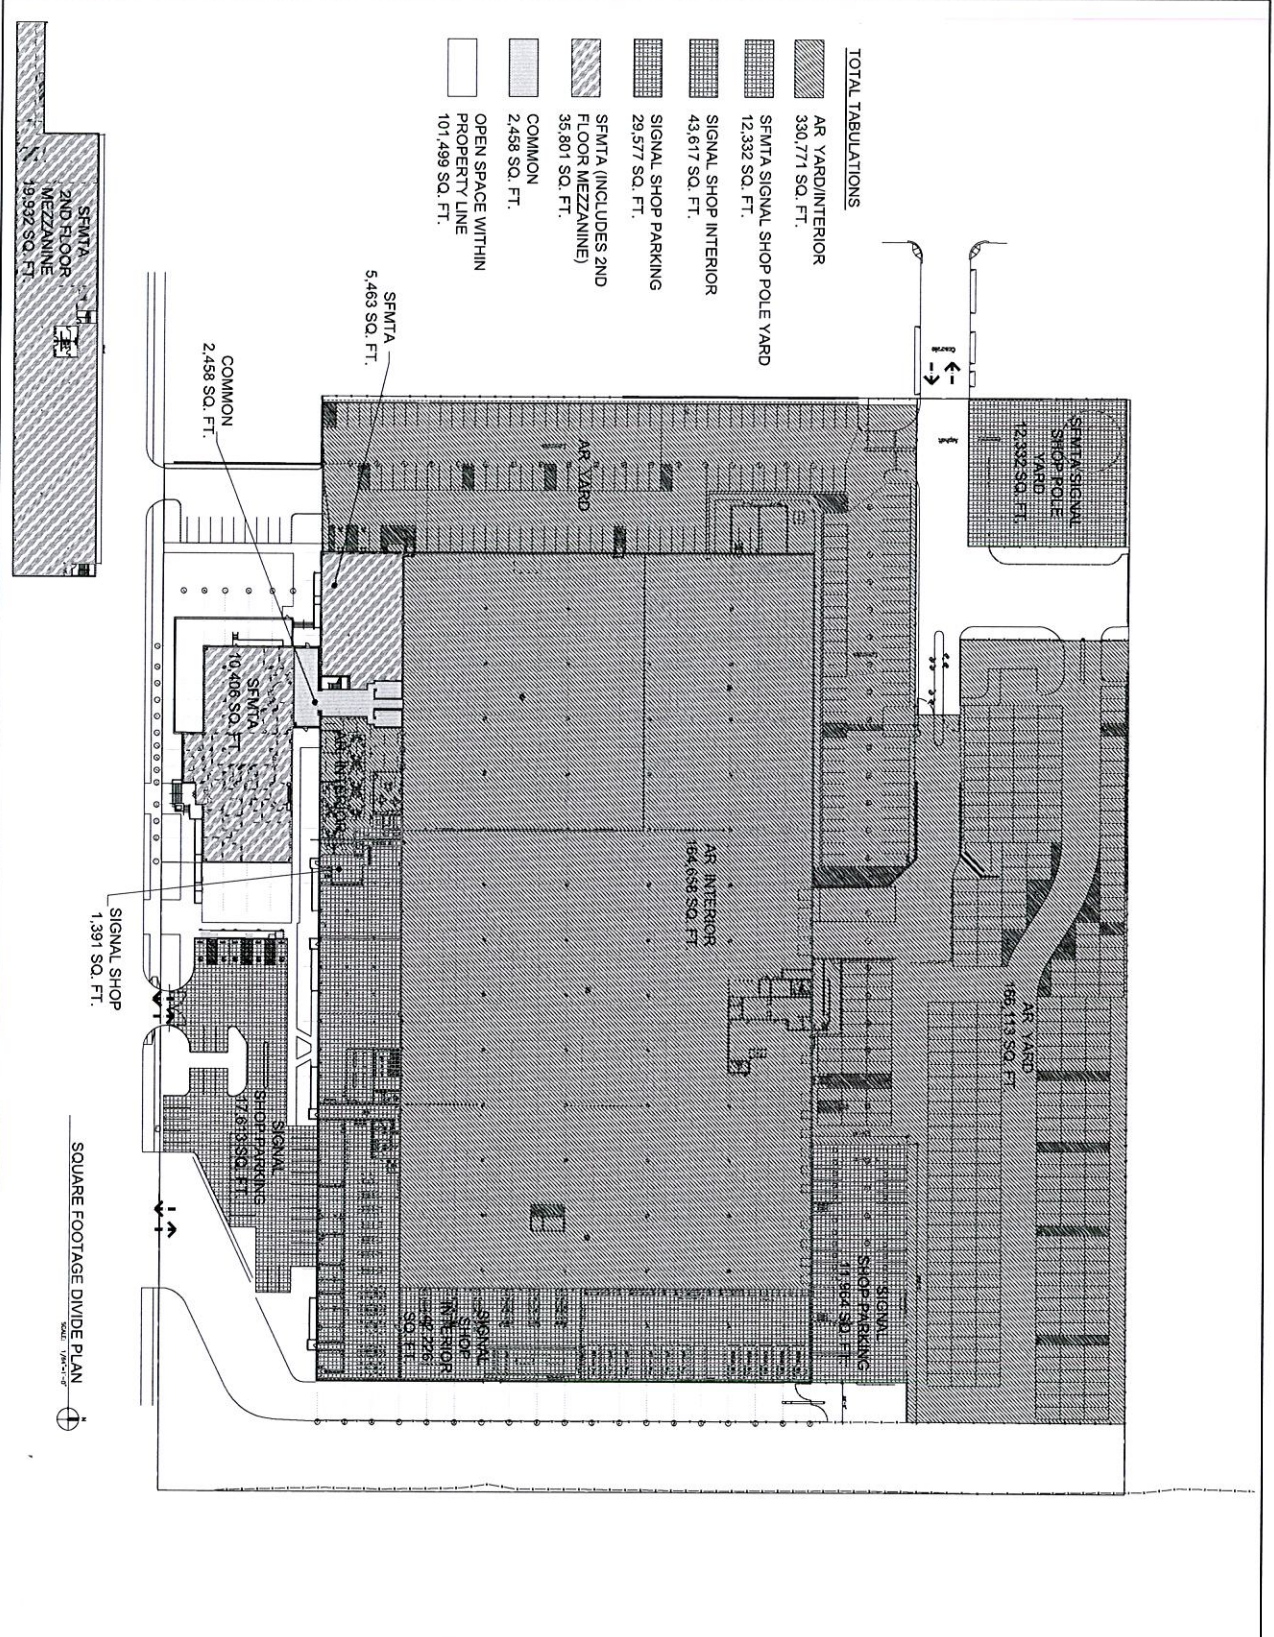 TOTAL TABULATIONS
AR YARD/INTERIOR
330,771 SQ. FT.
SFMTA SIGNAL SHOP POLE YARD
12,332 SQ. FT.
SIGNAL SHOP INTERIOR
43,617 SQ. FT.
SIGNAL SHOP PARKING
29,577 SQ. FT.
SFMTA (INCLUDES 2ND
FLOOR MEZZANINE)
35,801 SQ. FT.
COMMON
2,458 SQ. FT.
OPEN SPACE WITHIN
PROPERTY LINE
101,499 SQ. FT.
SFMTA
5,463 SQ. FT.
COMMON
2,458 SQ. FT.
SFMTA
2ND FLOOR
MEZZANINE
19,932 SQ. FT.
Concrete
Asphalt
SFMTA SIGNAL
SHOP POLE
YARD
12,332 SQ. FT.
AR YARD
AR YARD
166,113 SQ. FT
AR INTERIOR
164,658 SQ. FT
AR INTERIOR
SFMTA
10,406 SQ. FT.
SIGNAL SHOP
1,391 SQ. FT.
SIGNAL
SHOP PARKING
17,613 SQ. FT
SIGNAL
SHOP PARKING
11,964 SQ. FT.
SIGNAL
SHOP
INTERIOR
42,226
SQ. FT.
SQUARE FOOTAGE DIVIDE PLAN
N